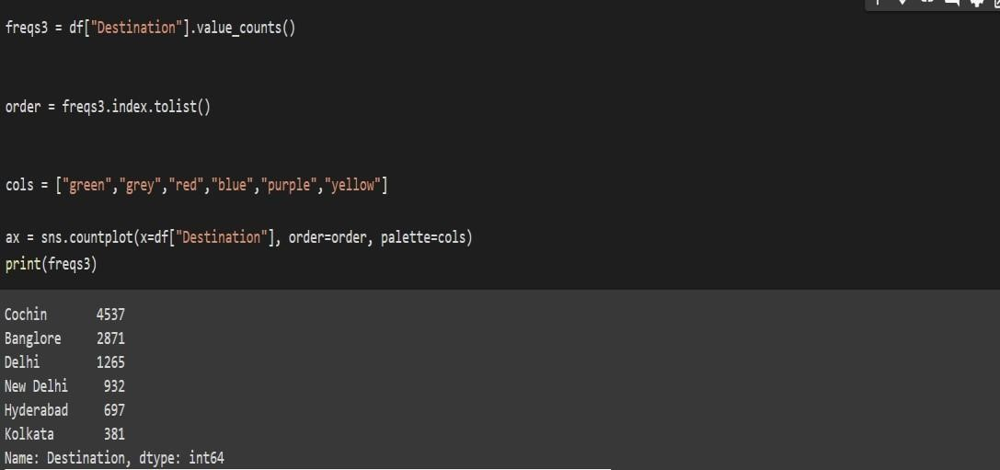 freqs3 = df["Destination"].value_counts()
order = freqs3.index.tolist()
cols = ["green","grey","red","blue","purple","yellow"]
ax = sns.countplot(x=df["Destination"], order=order, palette=cols)
print(freqs3)
Cochin       4537
Banglore     2871
Delhi        1265
New Delhi     932
Hyderabad     697
Kolkata       381
Name: Destination, dtype: int64